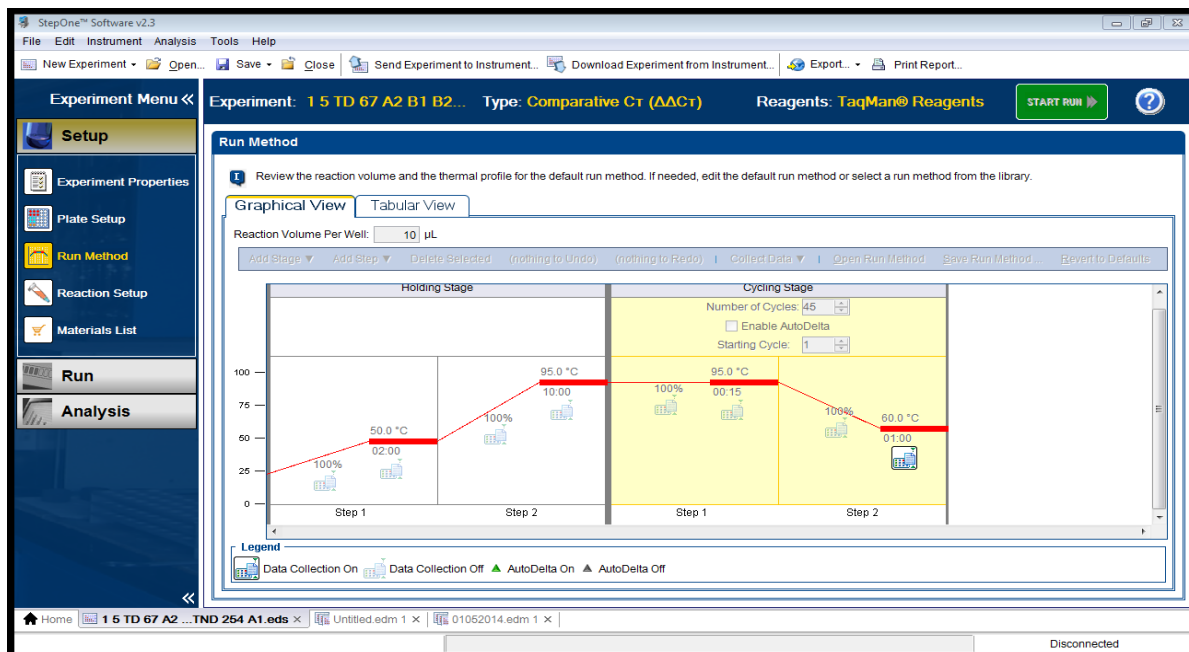 StepOne™ Software v2.3
File Edit Instrument Analysis Tools Help
New Experiment Open... Save Close Send Experiment to Instrument... Download Experiment from Instrument... Export... Print Report...
Experiment Menu «
Experiment: 1 5 TD 67 A2 B1 B2... Type: Comparative Cт (ΔΔCт) Reagents: TaqMan® Reagents START RUN
Setup
Run Method
Experiment Properties
Plate Setup
Run Method
Reaction Setup
Materials List
Run
Analysis
«
Review the reaction volume and the thermal profile for the default run method. If needed, edit the default run method or select a run method from the library.
Graphical View Tabular View
Reaction Volume Per Well: 10 µL
Add Stage ▼ Add Step ▼ Delete Selected (nothing to Undo) (nothing to Redo) | Collect Data ▼ | Open Run Method Save Run Method ... Revert to Defaults
Holding Stage Cycling Stage
Number of Cycles: 45
Enable AutoDelta
Starting Cycle: 1
100
75
50
25
0
100%
50.0 °C
02:00
100%
95.0 °C
10:00
100%
95.0 °C
00:15
100%
60.0 °C
01:00
Step 1 Step 2 Step 1 Step 2
Legend
Data Collection On Data Collection Off AutoDelta On AutoDelta Off
Home 1 5 TD 67 A2 ...TND 254 A1.eds × Untitled.edm 1 × 01052014.edm 1 ×
Disconnected